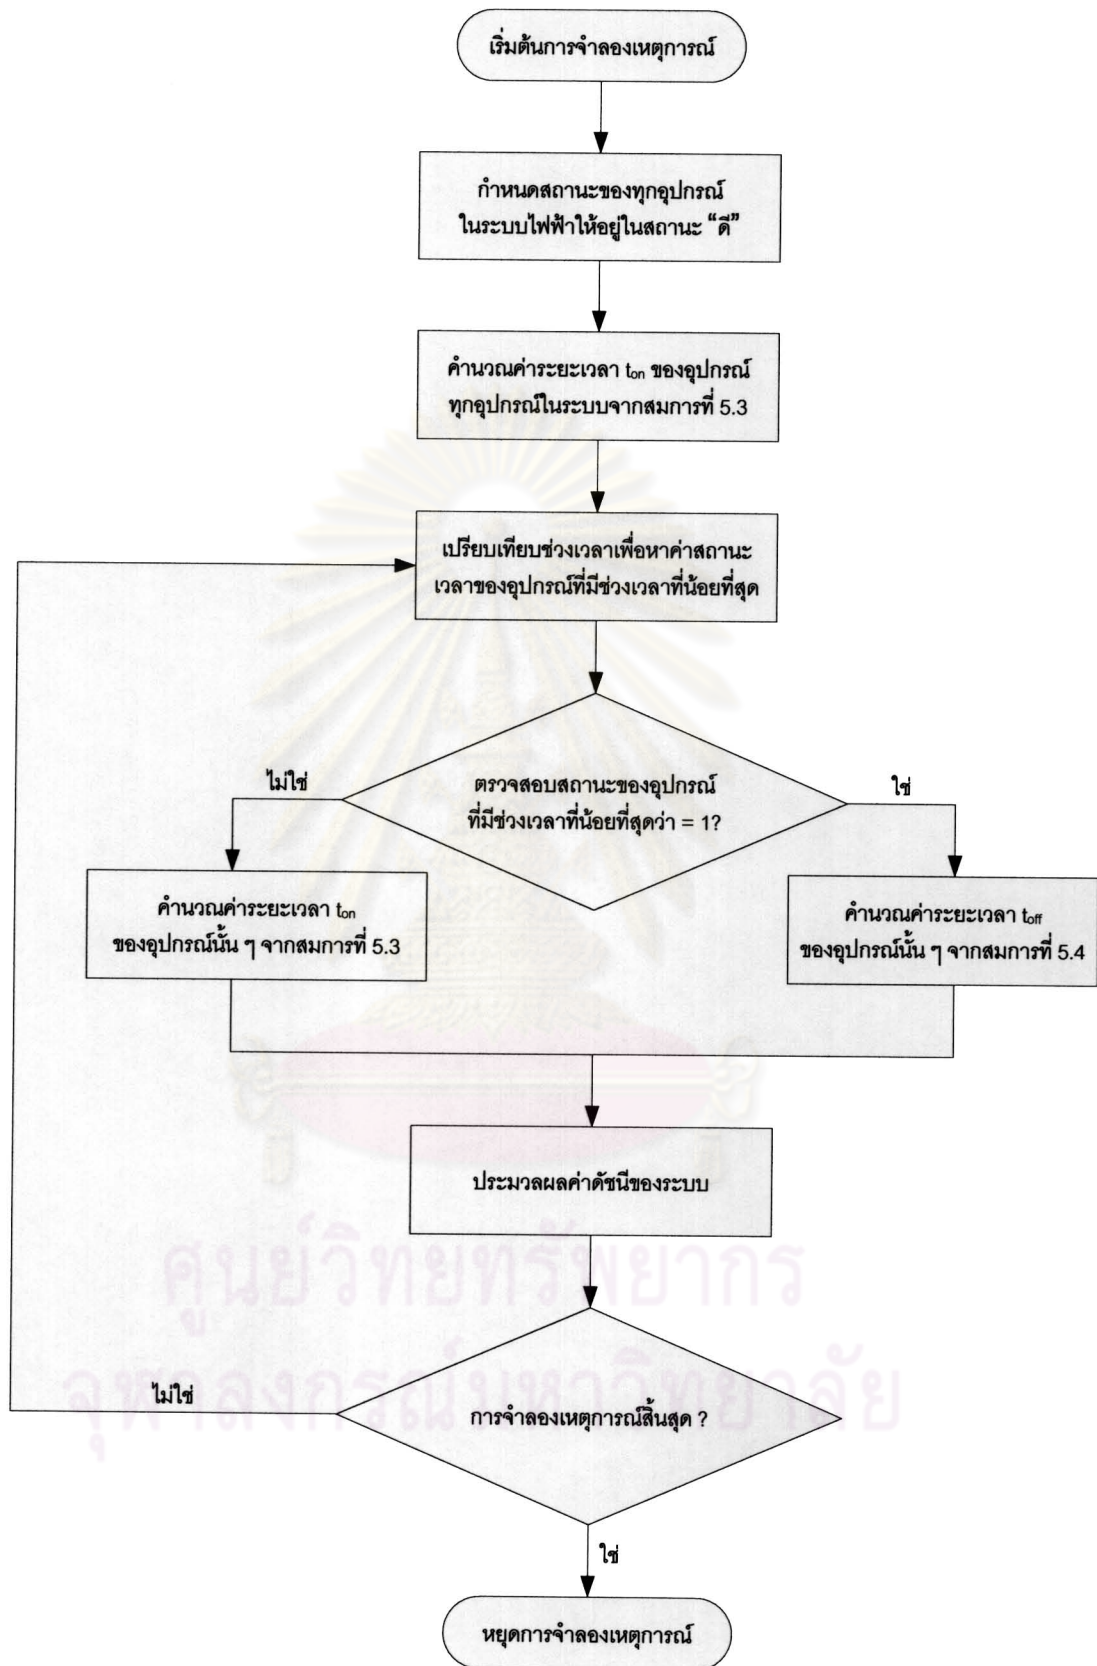 เริ่มต้นการจำลองเหตุการณ์
กำหนดสถานะของทุกอุปกรณ์
ในระบบไฟฟ้าให้อยู่ในสถานะ “ดี”
คำนวณค่าระยะเวลา ton ของอุปกรณ์
ทุกอุปกรณ์ในระบบจากสมการที่ 5.3
เปรียบเทียบช่วงเวลาเพื่อหาค่าสถานะ
เวลาของอุปกรณ์ที่มีช่วงเวลาที่น้อยที่สุด
ไม่ใช่
ตรวจสอบสถานะของอุปกรณ์
ที่มีช่วงเวลาที่น้อยที่สุดว่า = 1?
ใช่
คำนวณค่าระยะเวลา ton
ของอุปกรณ์นั้น ๆ จากสมการที่ 5.3
คำนวณค่าระยะเวลา toff
ของอุปกรณ์นั้น ๆ จากสมการที่ 5.4
ประมวลผลค่าดัชนีของระบบ
ศูนย์วิทยทรัพยากร
จุฬาลงกรณ์มหาวิทยาลัย
ไม่ใช่
การจำลองเหตุการณ์สิ้นสุด ?
ใช่
หยุดการจำลองเหตุการณ์